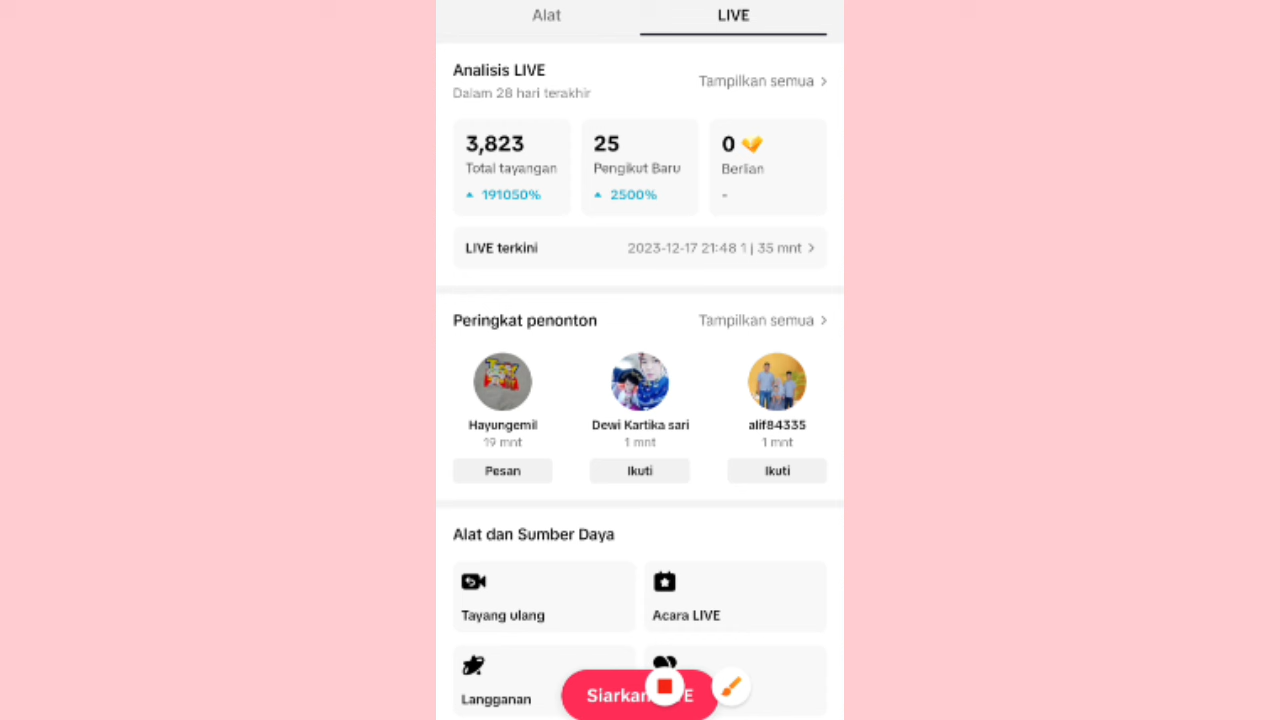 Alat LIVE
Analisis LIVE
Dalam 28 hari terakhir
Tampilkan semua >
3,823 25 0
Total tayangan Pengikut Baru Berlian
191050% 2500% -
LIVE terkini 2023-12-17 21:48 1 | 35 mnt >
Peringkat penonton Tampilkan semua >
Hayungemil Dewi Kartika sari alif84335
19 mnt 1 mnt 1 mnt
Pesan Ikuti Ikuti
Alat dan Sumber Daya
Tayang ulang Acara LIVE
Langganan